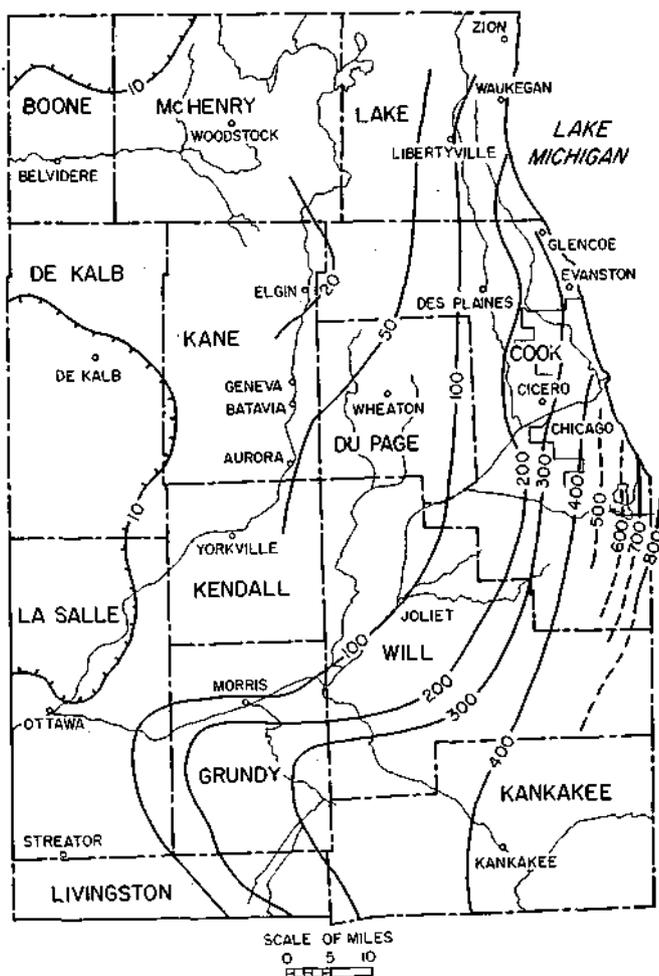 ZION
10
BOONE
McHENRY
LAKE
WAUKEGAN
WOODSTOCK
LAKE
MICHIGAN
LIBERTYVILLE
BELVIDERE
GLENCOE
DE KALB
EVANSTON
ELGIN
20
DES PLAINES
50
KANE
COOK
DE KALB
GENEVA
100
CICERO
BATAVIA
WHEATON
CHICAGO
DU PAGE
AURORA
200
300
400
500
10
600
700
800
YORKVILLE
KENDALL
LA SALLE
JOLIET
100
WILL
MORRIS
200
300
OTTAWA
400
GRUNDY
KANKAKEE
STREATOR
KANKAKEE
LIVINGSTON
SCALE OF MILES
0 5 10